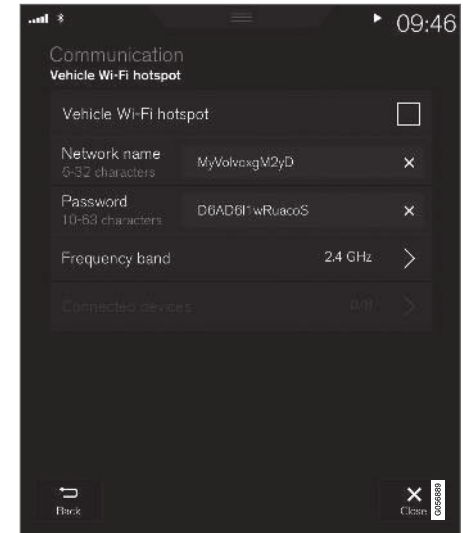 09:46
Communication
Vehicle Wi-Fi hotspot
Vehicle Wi-Fi hotspot
Network name
6-32 characters
MyVolvoxgM2yD
Password
10-63 characters
Frequency band
2.4 GHz
Connected devices
Back
Close
G056889